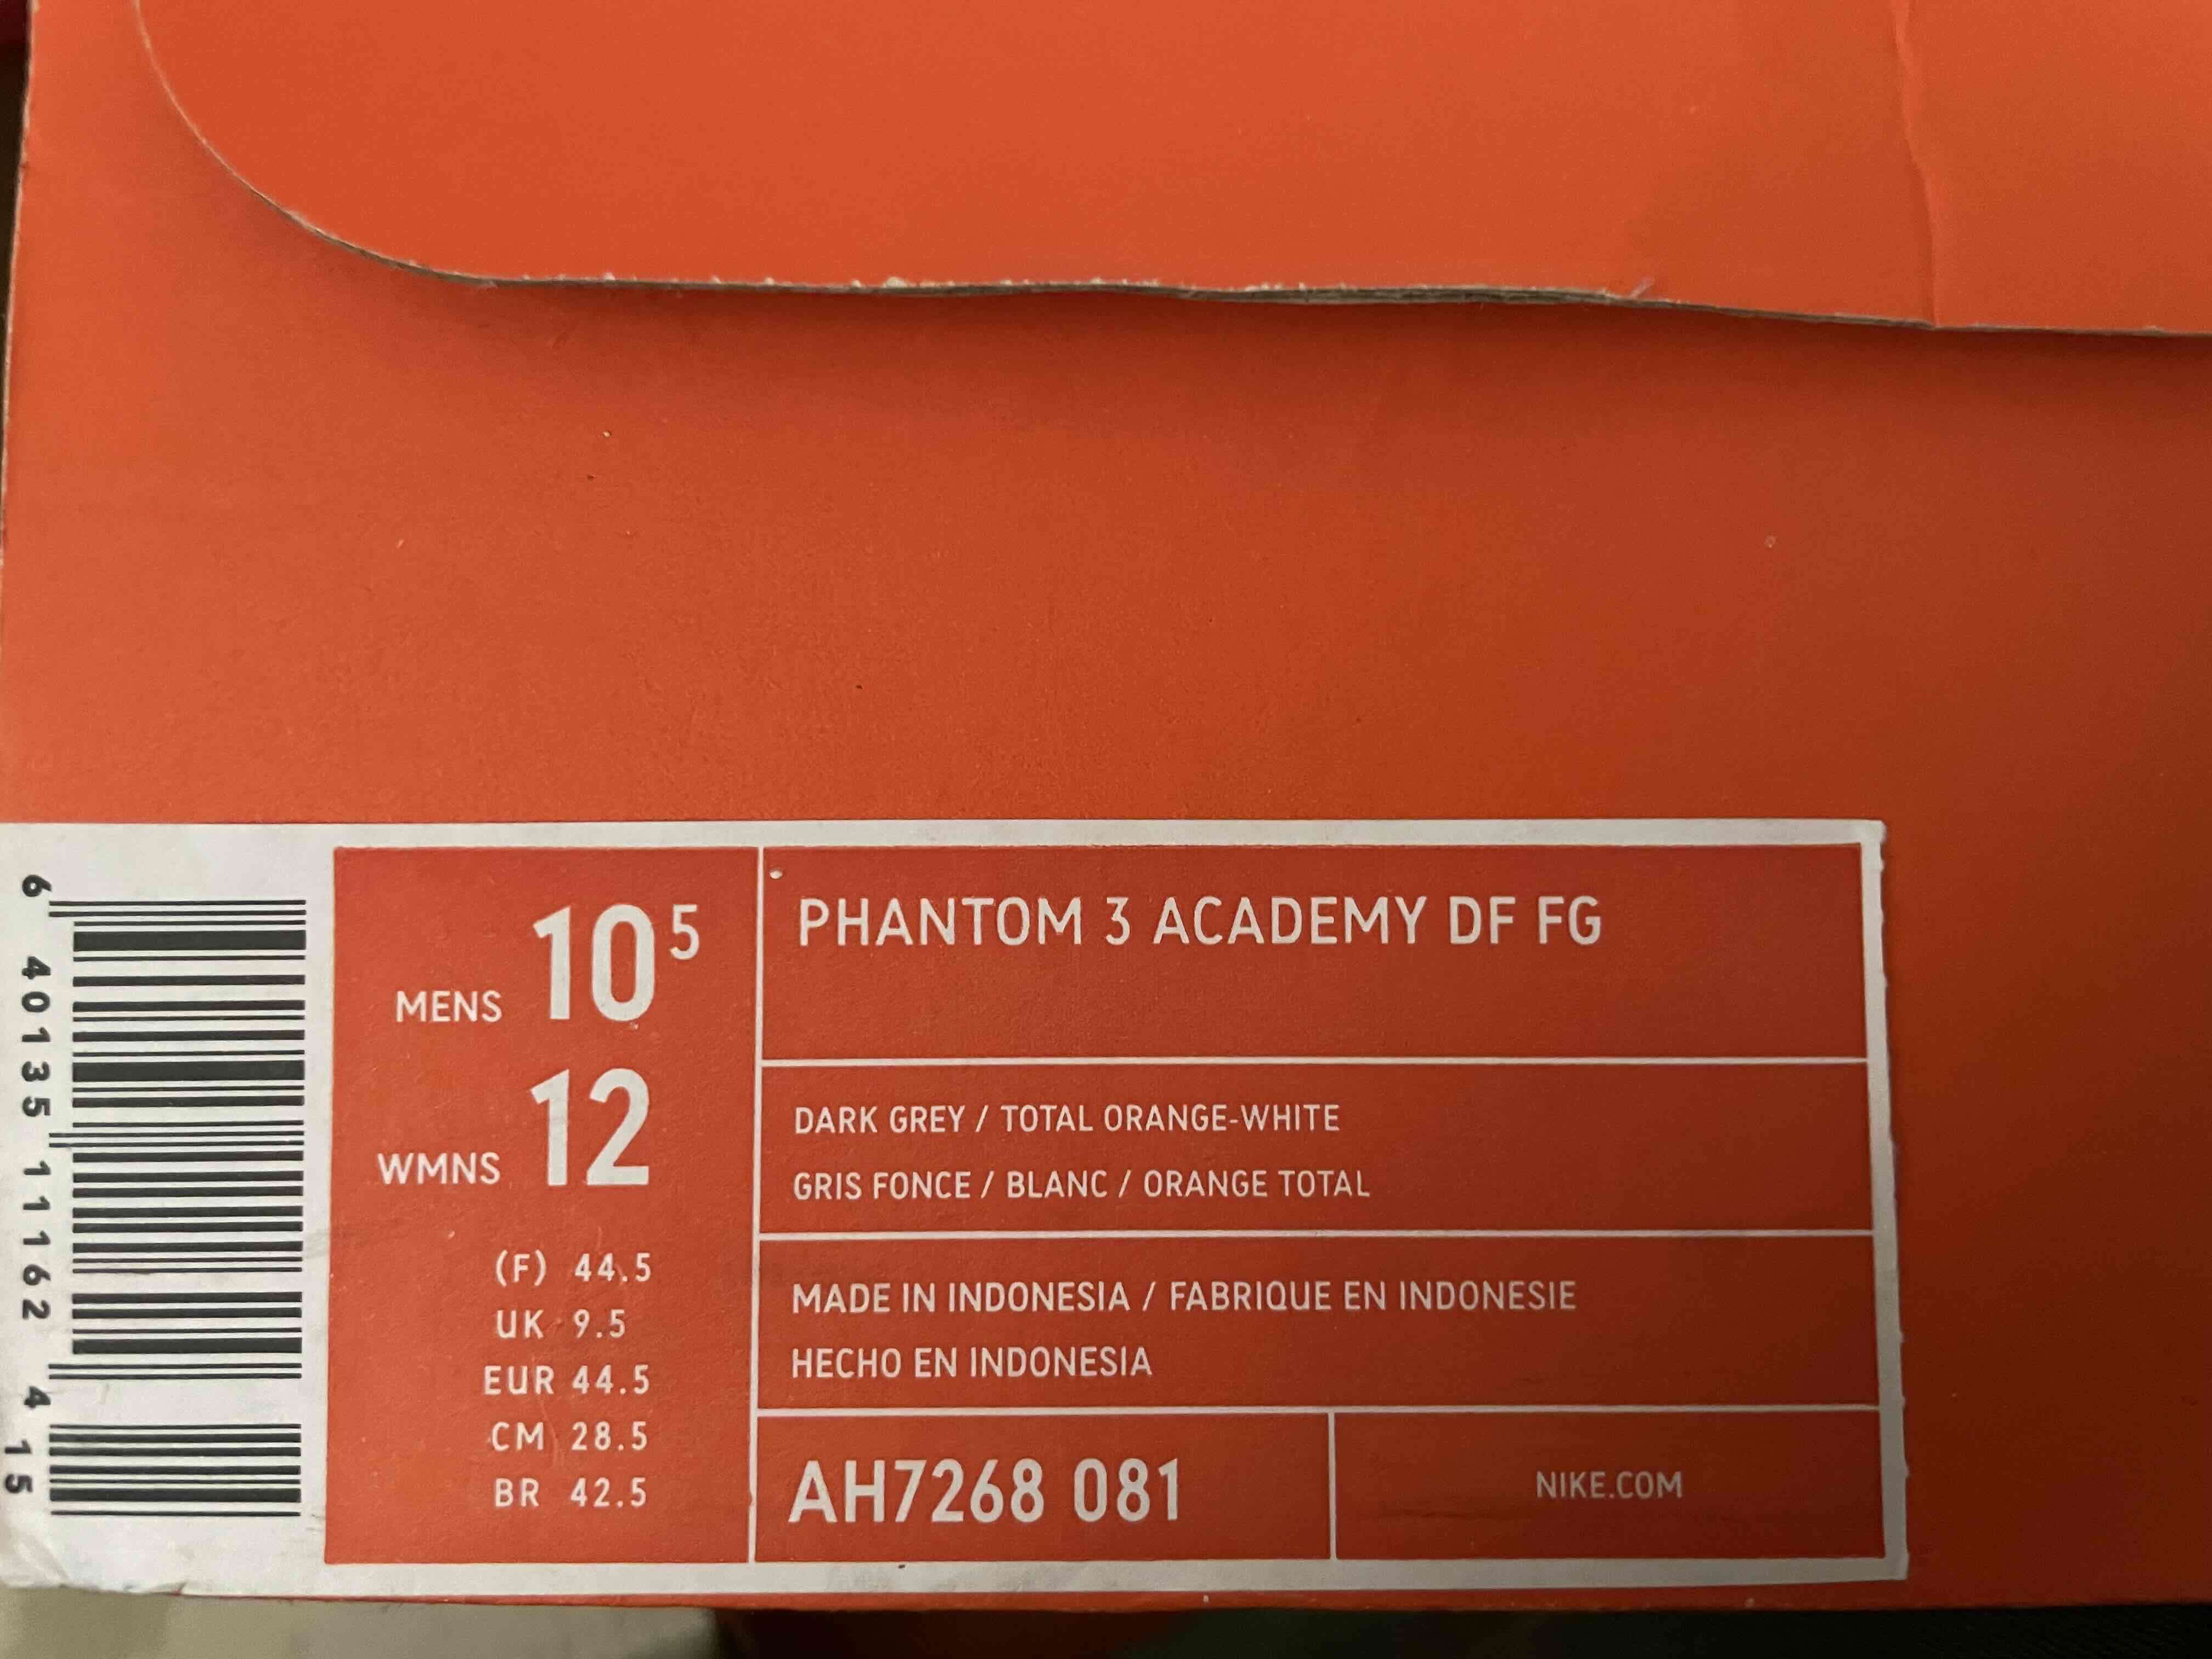 6 40135 11162 4 15
MENS 10 5
WMNS 12
(F) 44.5
UK 9.5
EUR 44.5
CM 28.5
BR 42.5
PHANTOM 3 ACADEMY DF FG
DARK GREY / TOTAL ORANGE-WHITE
GRIS FONCE / BLANC / ORANGE TOTAL
MADE IN INDONESIA / FABRIQUE EN INDONESIE
HECHO EN INDONESIA
AH7268 081
NIKE.COM